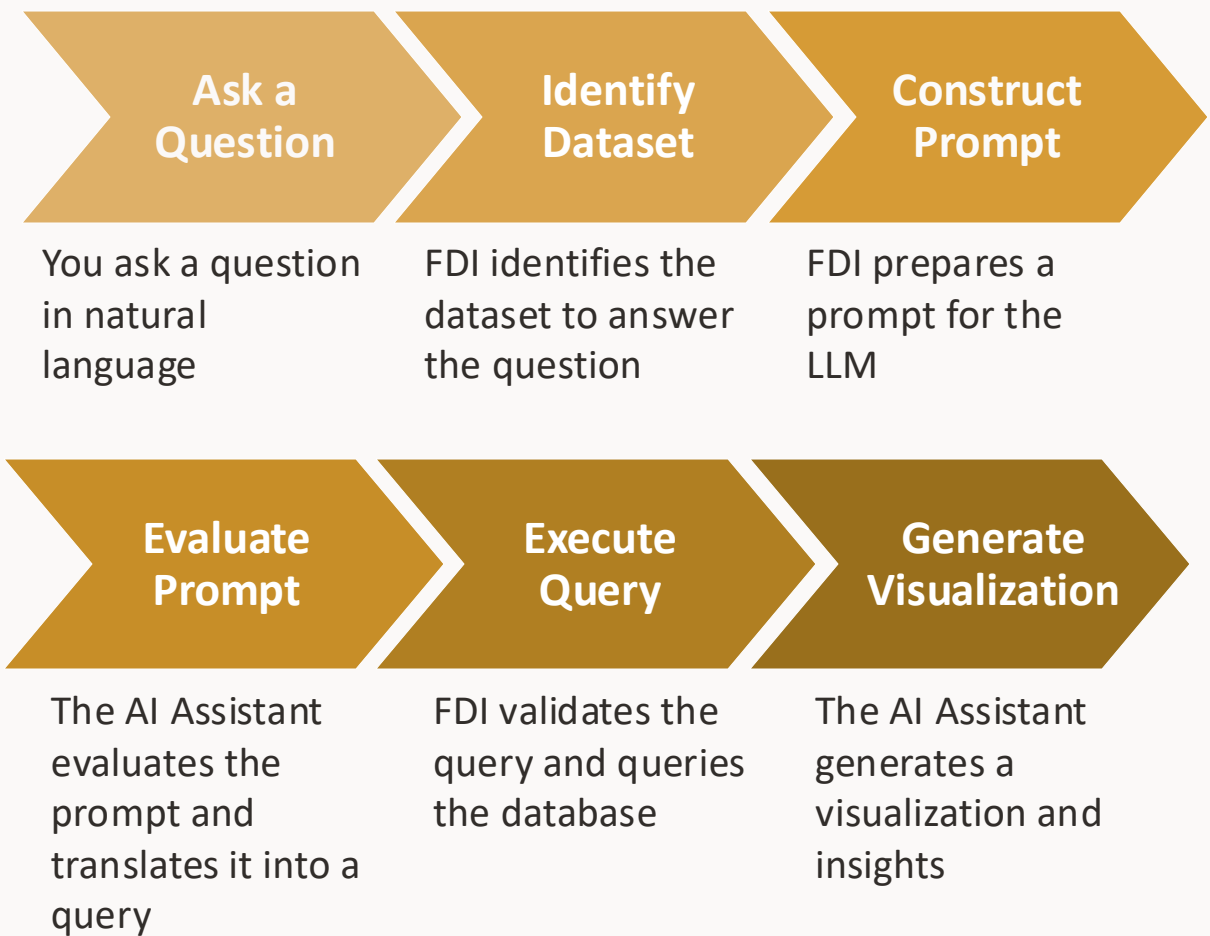 Ask a
Question
Identify
Dataset
Construct
Prompt
You ask a question
in natural
language
FDI identifies the
dataset to answer
the question
FDI prepares a
prompt for the
LLM
Evaluate
Prompt
Execute
Query
Generate
Visualization
The AI Assistant
evaluates the
prompt and
translates it into a
query
FDI validates the
query and queries
the database
The AI Assistant
generates a
visualization and
insights